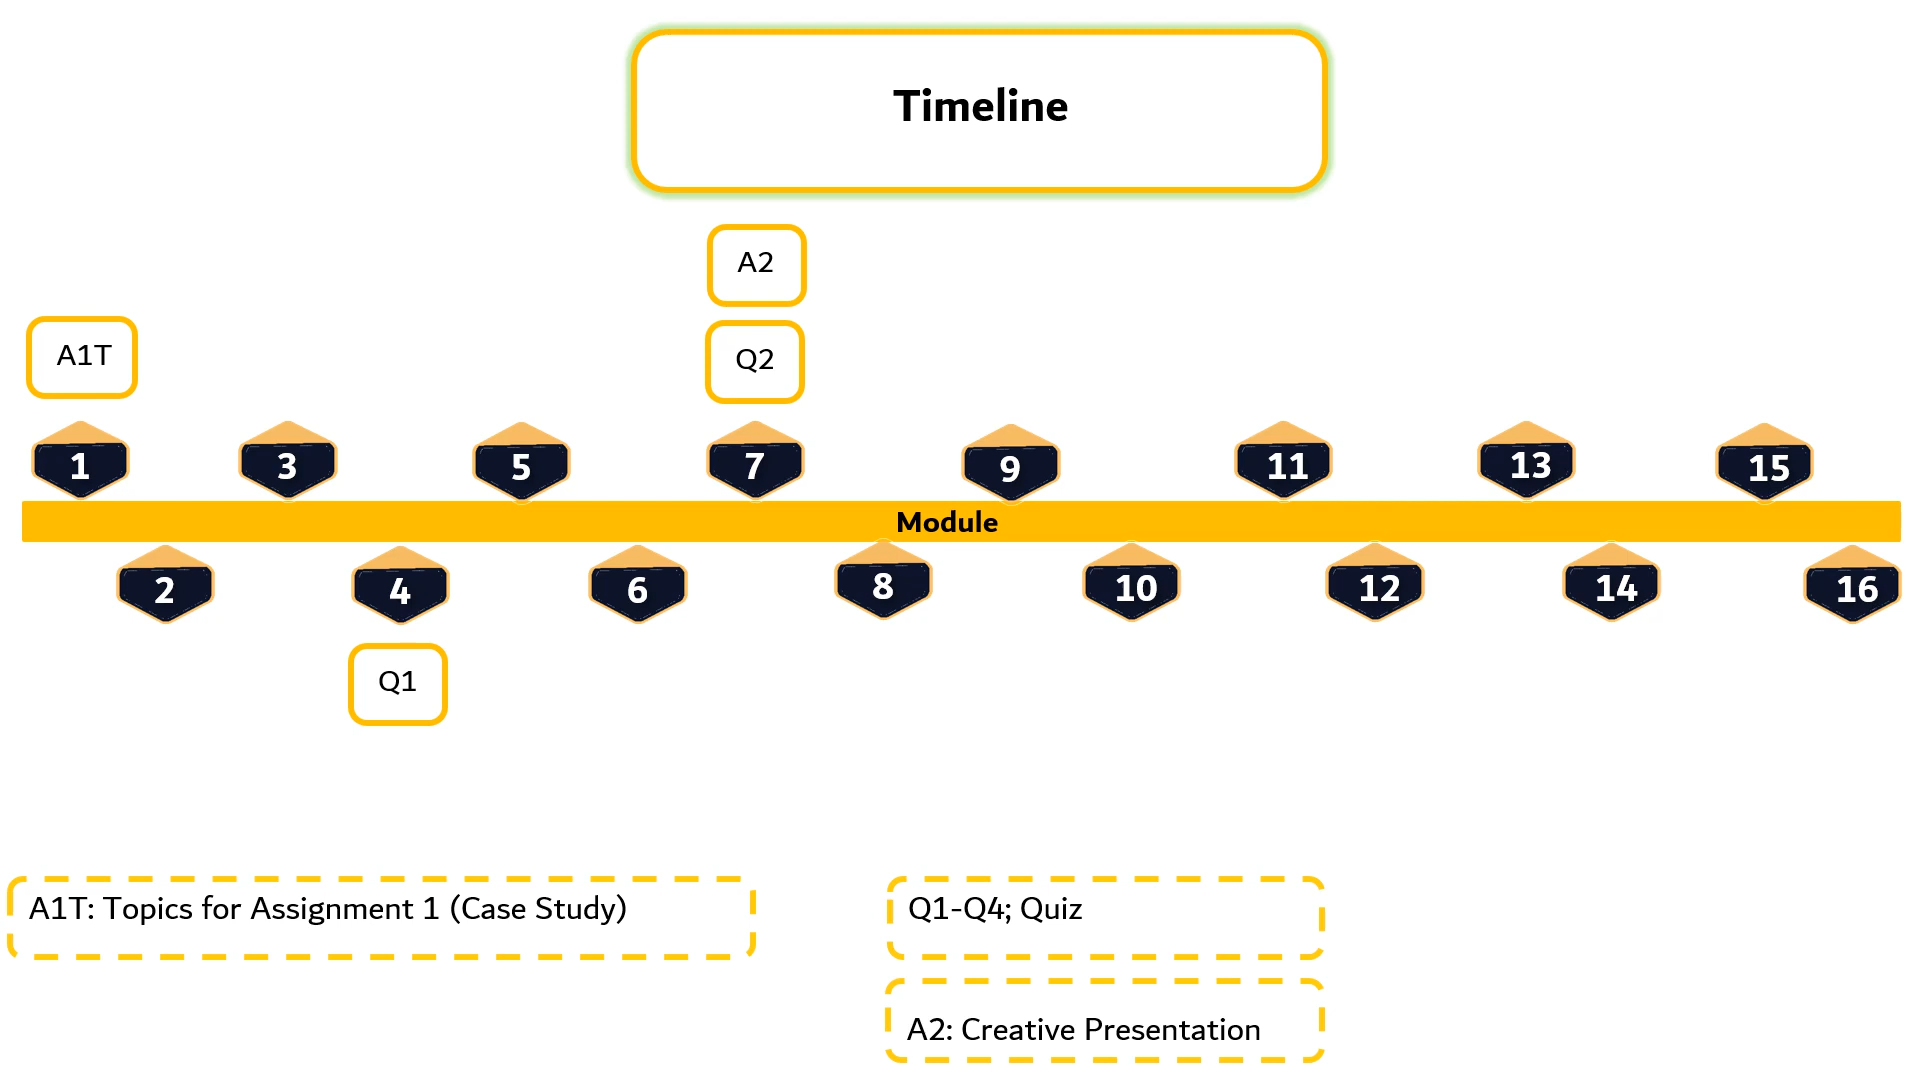 Timeline
A2
A1T
Q2
1
3
5
7
9
11
13
15
Module
2
4
6
8
10
12
14
16
Q1
A1T: Topics for Assignment 1 (Case Study)
Q1-Q4; Quiz
A2: Creative Presentation